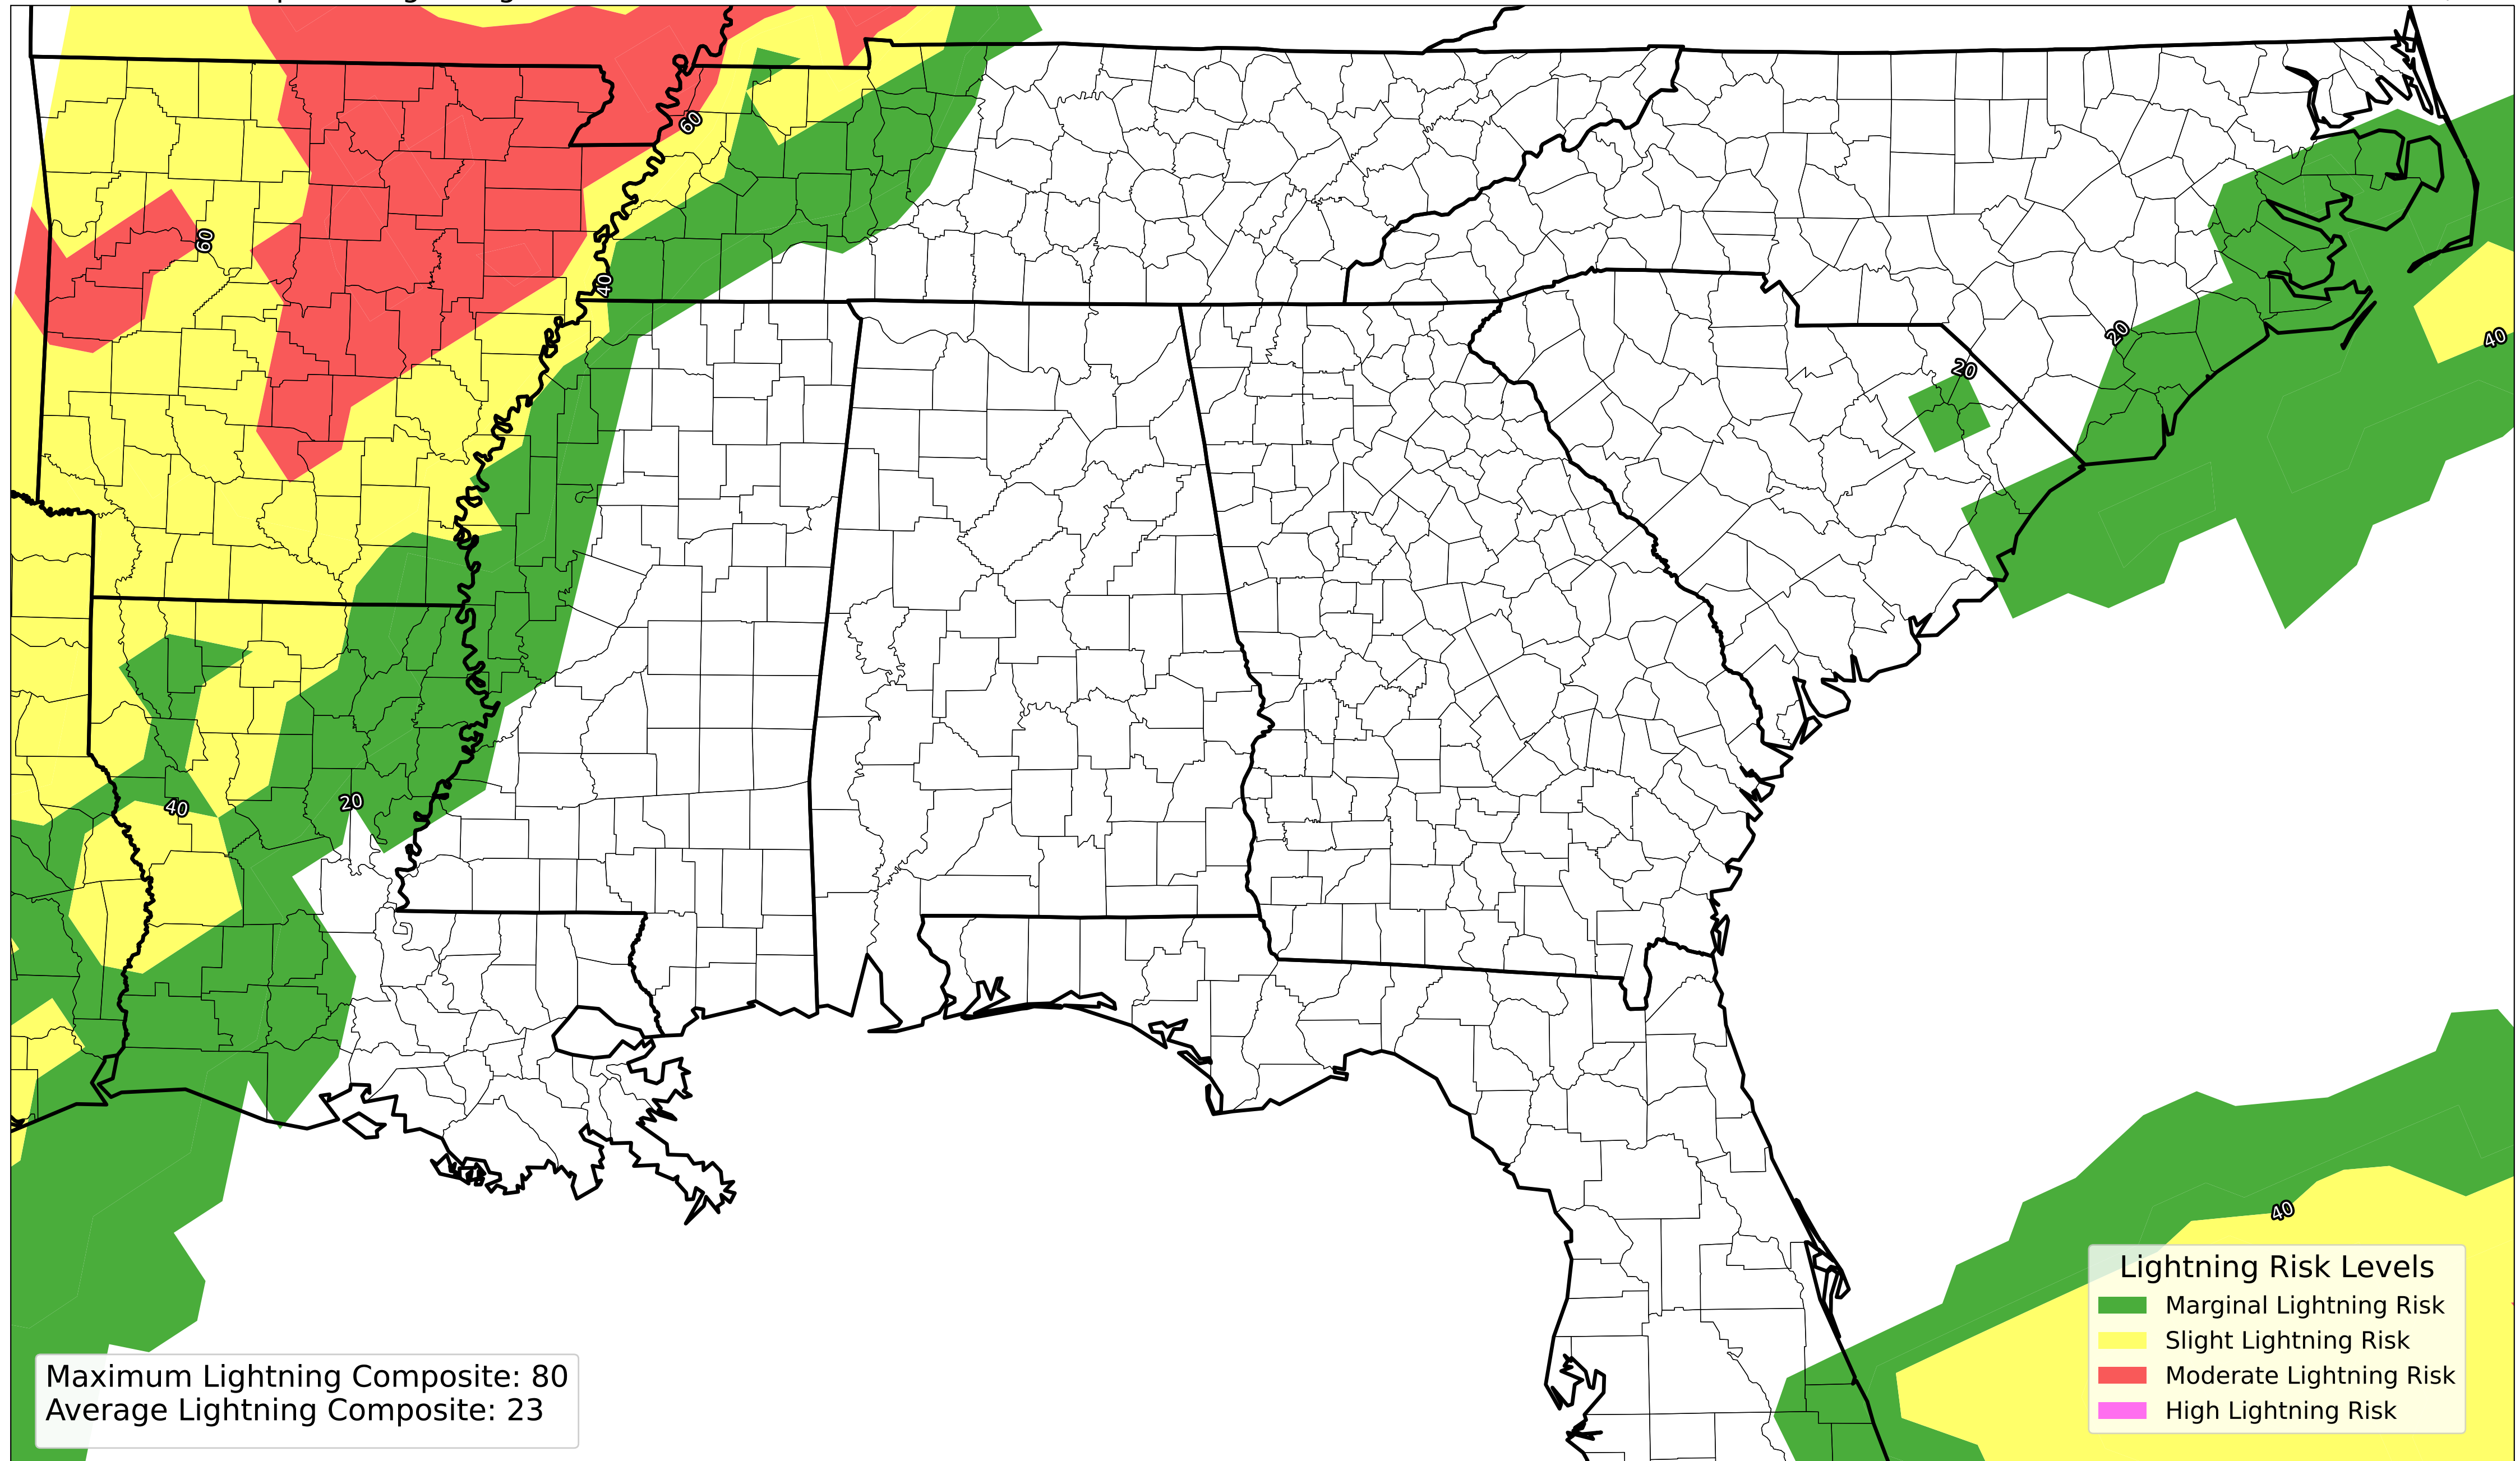 60
60
40
20
20
40
40
20
40
Lightning Risk Levels
Marginal Lightning Risk
Slight Lightning Risk
Moderate Lightning Risk
High Lightning Risk
Maximum Lightning Composite: 80
Average Lightning Composite: 23